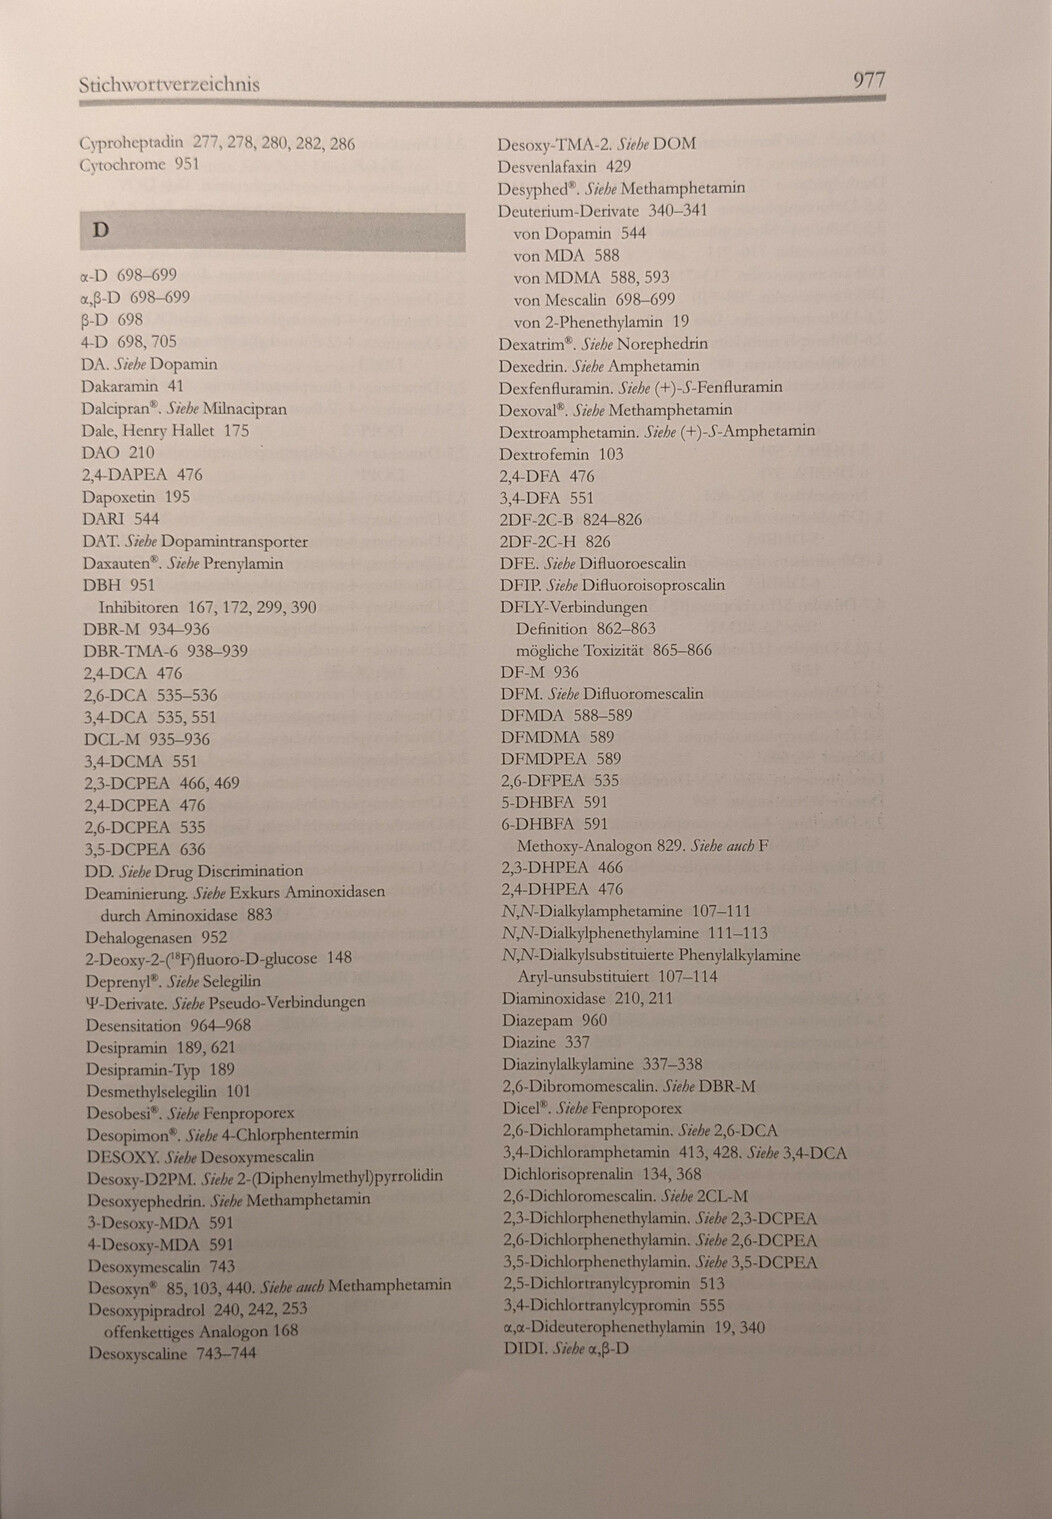 Stichwortverzeichnis 977
Cyproheptadin 277, 278, 280, 282, 286
Cytochrome 951
D
α-D 698–699
α,β-D 698–699
β-D 698
4-D 698, 705
DA. Siehe Dopamin
Dakaramin 41
Dalcipran®. Siehe Milnacipran
Dale, Henry Hallet 175
DAO 210
2,4-DAPEA 476
Dapoxetin 195
DARI 544
DAT. Siehe Dopamintransporter
Daxauten®. Siehe Prenylamin
DBH 951
Inhibitoren 167, 172, 299, 390
DBR-M 934–936
DBR-TMA-6 938–939
2,4-DCA 476
2,6-DCA 535–536
3,4-DCA 535, 551
DCL-M 935–936
3,4-DCMA 551
2,3-DCPEA 466, 469
2,4-DCPEA 476
2,6-DCPEA 535
3,5-DCPEA 636
DD. Siehe Drug Discrimination
Deaminierung. Siehe Exkurs Aminoxidasen
durch Aminoxidase 883
Dehalogenasen 952
2-Deoxy-2-(¹⁸F)fluoro-D-glucose 148
Deprenyl®. Siehe Selegilin
Ψ-Derivate. Siehe Pseudo-Verbindungen
Desensitation 964–968
Desipramin 189, 621
Desipramin-Typ 189
Desmethylselegilin 101
Desobesi®. Siehe Fenproporex
Desopimon®. Siehe 4-Chlorphentermin
DESOXY. Siehe Desoxymescalin
Desoxy-D2PM. Siehe 2-(Diphenylmethyl)pyrrolidin
Desoxyephedrin. Siehe Methamphetamin
3-Desoxy-MDA 591
4-Desoxy-MDA 591
Desoxymescalin 743
Desoxyn® 85, 103, 440. Siehe auch Methamphetamin
Desoxypipradrol 240, 242, 253
offenkettiges Analogon 168
Desoxyscaline 743–744
Desoxy-TMA-2. Siehe DOM
Desvenlafaxin 429
Desyphed®. Siehe Methamphetamin
Deuterium-Derivate 340–341
von Dopamin 544
von MDA 588
von MDMA 588, 593
von Mescalin 698–699
von 2-Phenethylamin 19
Dexatrim®. Siehe Norephedrin
Dexedrin. Siehe Amphetamin
Dexfenfluramin. Siehe (+)-S-Fenfluramin
Dexoval®. Siehe Methamphetamin
Dextroamphetamin. Siehe (+)-S-Amphetamin
Dextrofemin 103
2,4-DFA 476
3,4-DFA 551
2DF-2C-B 824–826
2DF-2C-H 826
DFE. Siehe Difluoroescalin
DFIP. Siehe Difluoroisoproscalin
DFLY-Verbindungen
Definition 862–863
mögliche Toxizität 865–866
DF-M 936
DFM. Siehe Difluoromescalin
DFMDA 588–589
DFMDMA 589
DFMDPEA 589
2,6-DFPEA 535
5-DHBFA 591
6-DHBFA 591
Methoxy-Analogon 829. Siehe auch F
2,3-DHPEA 466
2,4-DHPEA 476
N,N-Dialkylamphetamine 107–111
N,N-Dialkylphenethylamine 111–113
N,N-Dialkylsubstituierte Phenylalkylamine
Aryl-unsubstituiert 107–114
Diaminoxidase 210, 211
Diazepam 960
Diazine 337
Diazinylalkylamine 337–338
2,6-Dibromomescalin. Siehe DBR-M
Dicel®. Siehe Fenproporex
2,6-Dichloramphetamin. Siehe 2,6-DCA
3,4-Dichloramphetamin 413, 428. Siehe 3,4-DCA
Dichlorisoprenalin 134, 368
2,6-Dichloromescalin. Siehe 2CL-M
2,3-Dichlorphenethylamin. Siehe 2,3-DCPEA
2,6-Dichlorphenethylamin. Siehe 2,6-DCPEA
3,5-Dichlorphenethylamin. Siehe 3,5-DCPEA
2,5-Dichlortranylcypromin 513
3,4-Dichlortranylcypromin 555
α,α-Dideuterophenethylamin 19, 340
DIDI. Siehe α,β-D